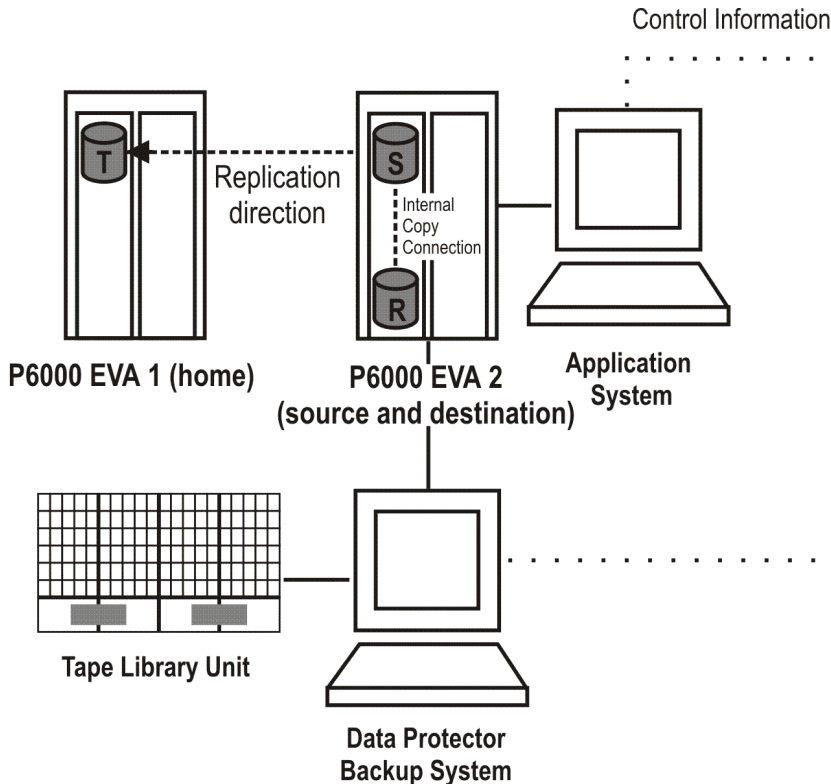 Control Information
T
S
R
Replication
direction
Internal
Copy
Connection
P6000 EVA 1 (home)
P6000 EVA 2
(source and destination)
Application
System
Tape Library Unit
Data Protector
Backup System